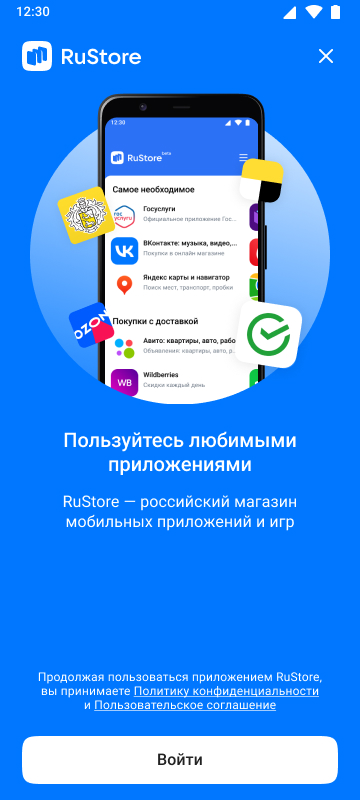 12:30
RuStore
12:30
RuStore beta
Самое необходимое
гос
услуги
Госуслуги
Официальное приложение Гос...
ВКонтакте: музыка, видео,...
Покупки в онлайн магазине
Яндекс карты и навигатор
Поиск мест, транспорт, пробки
OZON
Покупки с доставкой
Авито: квартиры, авто, рабо
Объявления: квартиры, авто, р...
WB
Wildberries
Скидки каждый день
Пользуйтесь любимыми
приложениями
RuStore — российский магазин
мобильных приложений и игр
Продолжая пользоваться приложением RuStore,
вы принимаете Политику конфиденциальности
и Пользовательское соглашение
Войти